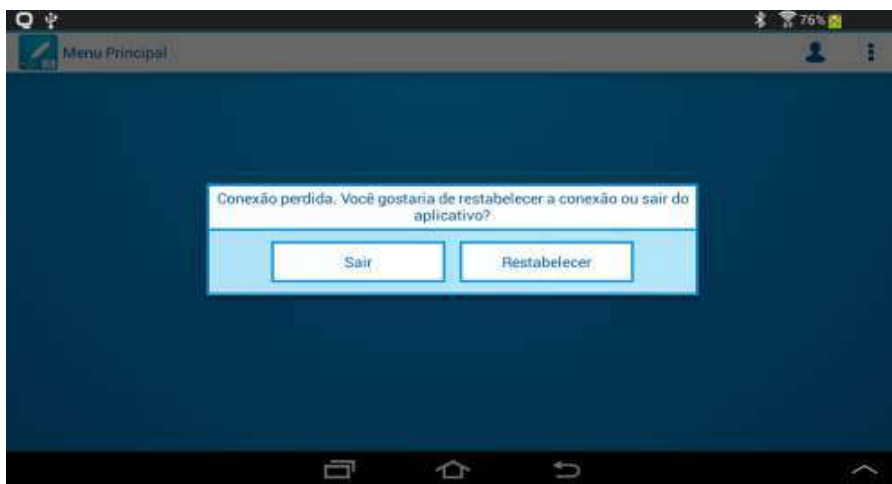 76%
Menu Principal
Conexão perdida. Você gostaria de restabelecer a conexão ou sair do
aplicativo?
Sair
Restabelecer